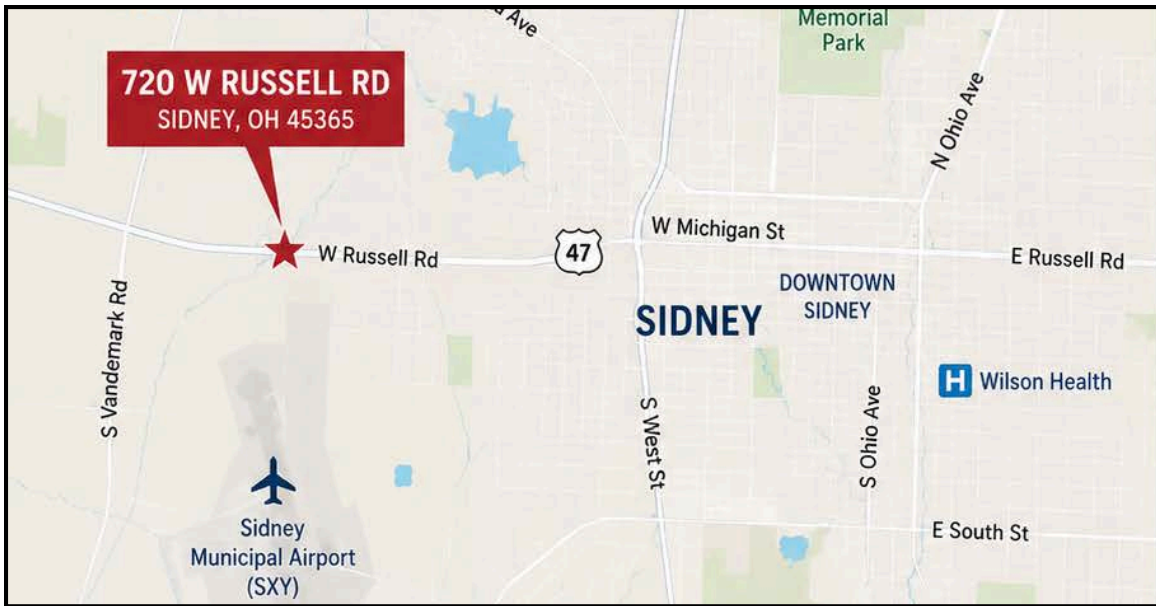 Memorial
Park
Ave
720 W RUSSELL RD
SIDNEY, OH 45365
N Ohio Ave
W Michigan St
47
W Russell Rd
E Russell Rd
DOWNTOWN
SIDNEY
SIDNEY
S Vandemark Rd
H Wilson Health
S West St
S Ohio Ave
Sidney
Municipal Airport
(SXY)
E South St